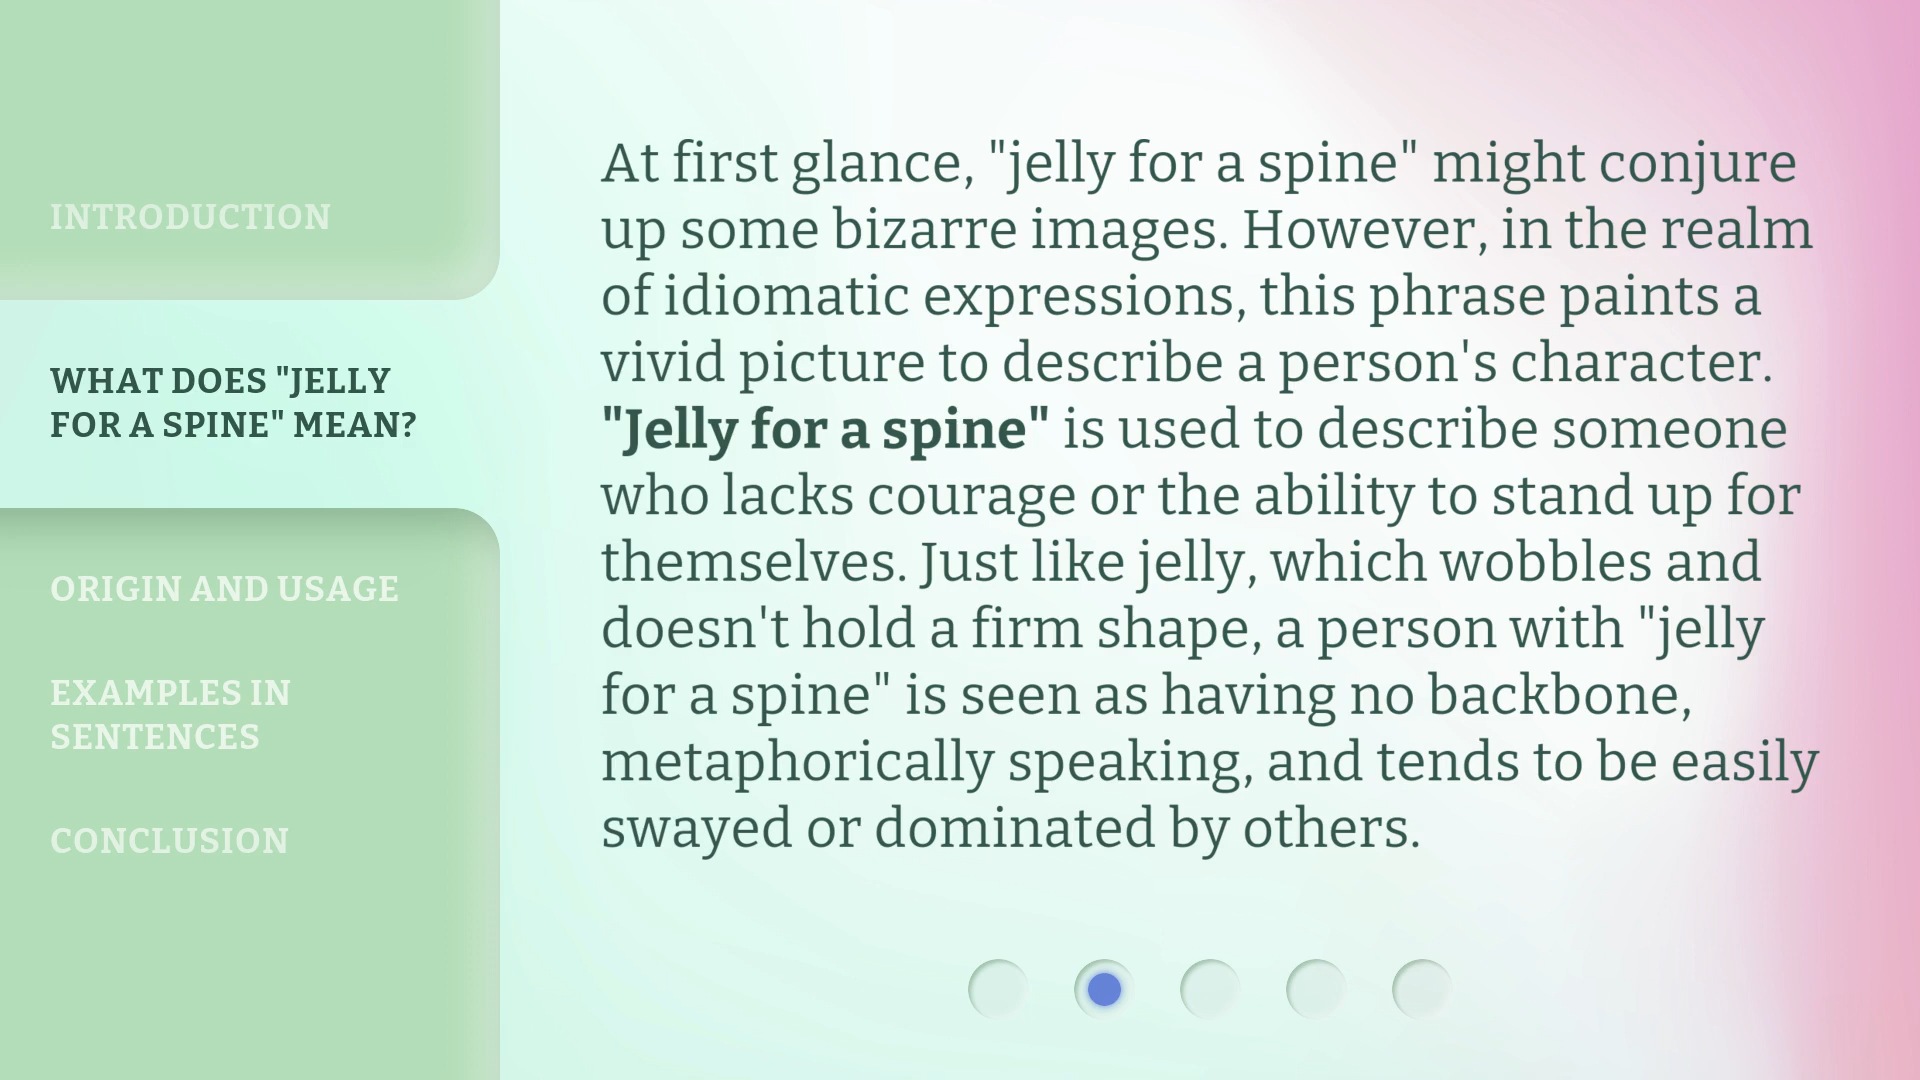 INTRODUCTION
WHAT DOES "JELLY
FOR A SPINE" MEAN?
ORIGIN AND USAGE
EXAMPLES IN
SENTENCES
CONCLUSION
At first glance, "jelly for a spine" might conjure
up some bizarre images. However, in the realm
of idiomatic expressions, this phrase paints a
vivid picture to describe a person's character.
"Jelly for a spine" is used to describe someone
who lacks courage or the ability to stand up for
themselves. Just like jelly, which wobbles and
doesn't hold a firm shape, a person with "jelly
for a spine" is seen as having no backbone,
metaphorically speaking, and tends to be easily
swayed or dominated by others.